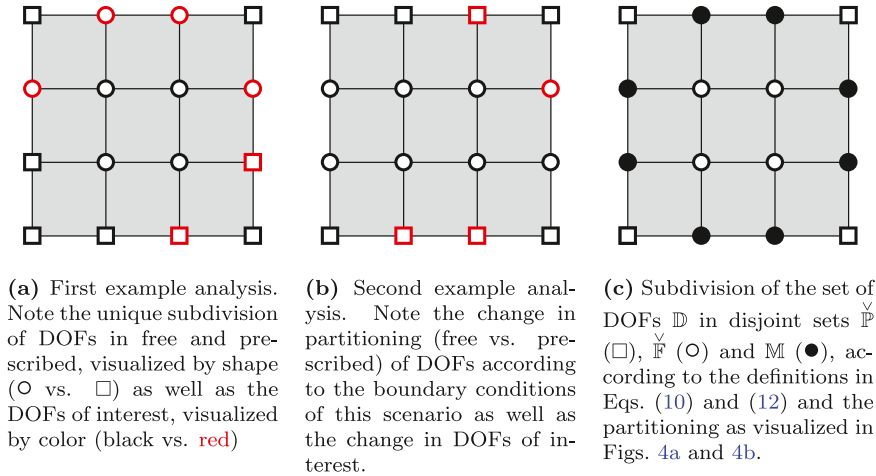 (a) First example analysis.
Note the unique subdivision
of DOFs in free and pre-
scribed, visualized by shape
(○ vs. □) as well as the
DOFs of interest, visualized
by color (black vs. red)
(b) Second example anal-
ysis. Note the change in
partitioning (free vs. pre-
scribed) of DOFs according
to the boundary conditions
of this scenario as well as
the change in DOFs of in-
terest.
(c) Subdivision of the set of
DOFs 𝔻 in disjoint sets ℙ̌
(□), 𝔽̌ (○) and 𝕄 (●), ac-
cording to the definitions in
Eqs. (10) and (12) and the
partitioning as visualized in
Figs. 4a and 4b.